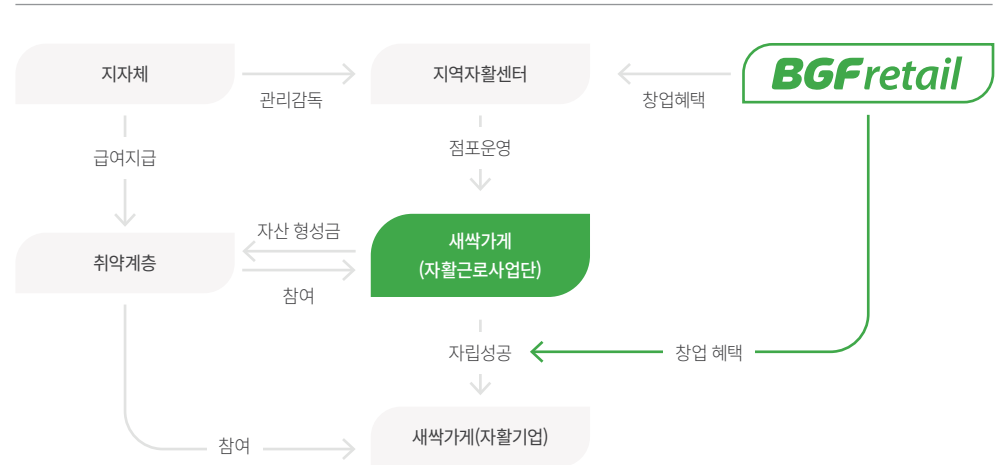 지자체
관리감독
지역자활센터
창업혜택
BGFretail
급여지급
점포운영
취약계층
자산 형성금
참여
새싹가게
(자활근로사업단)
자립성공
창업 혜택
참여
새싹가게(자활기업)